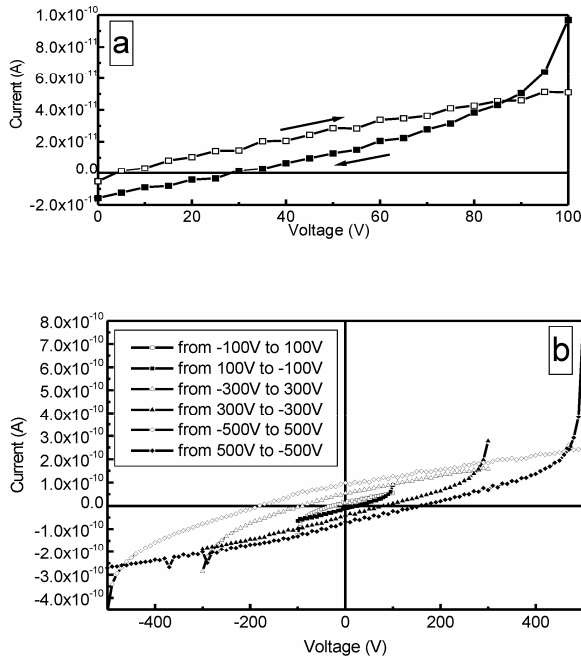 a
1.0x10-10
8.0x10-11
6.0x10-11
4.0x10-11
2.0x10-11
0.0
-2.0x10-11
Current (A)
0 20 40 60 80 100
Voltage (V)
b
8.0x10-10
7.0x10-10
6.0x10-10
5.0x10-10
4.0x10-10
3.0x10-10
2.0x10-10
1.0x10-10
0.0
-1.0x10-10
-2.0x10-10
-3.0x10-10
-4.0x10-10
Current (A)
from -100V to 100V
from 100V to -100V
from -300V to 300V
from 300V to -300V
from -500V to 500V
from 500V to -500V
-400 -200 0 200 400
Voltage (V)